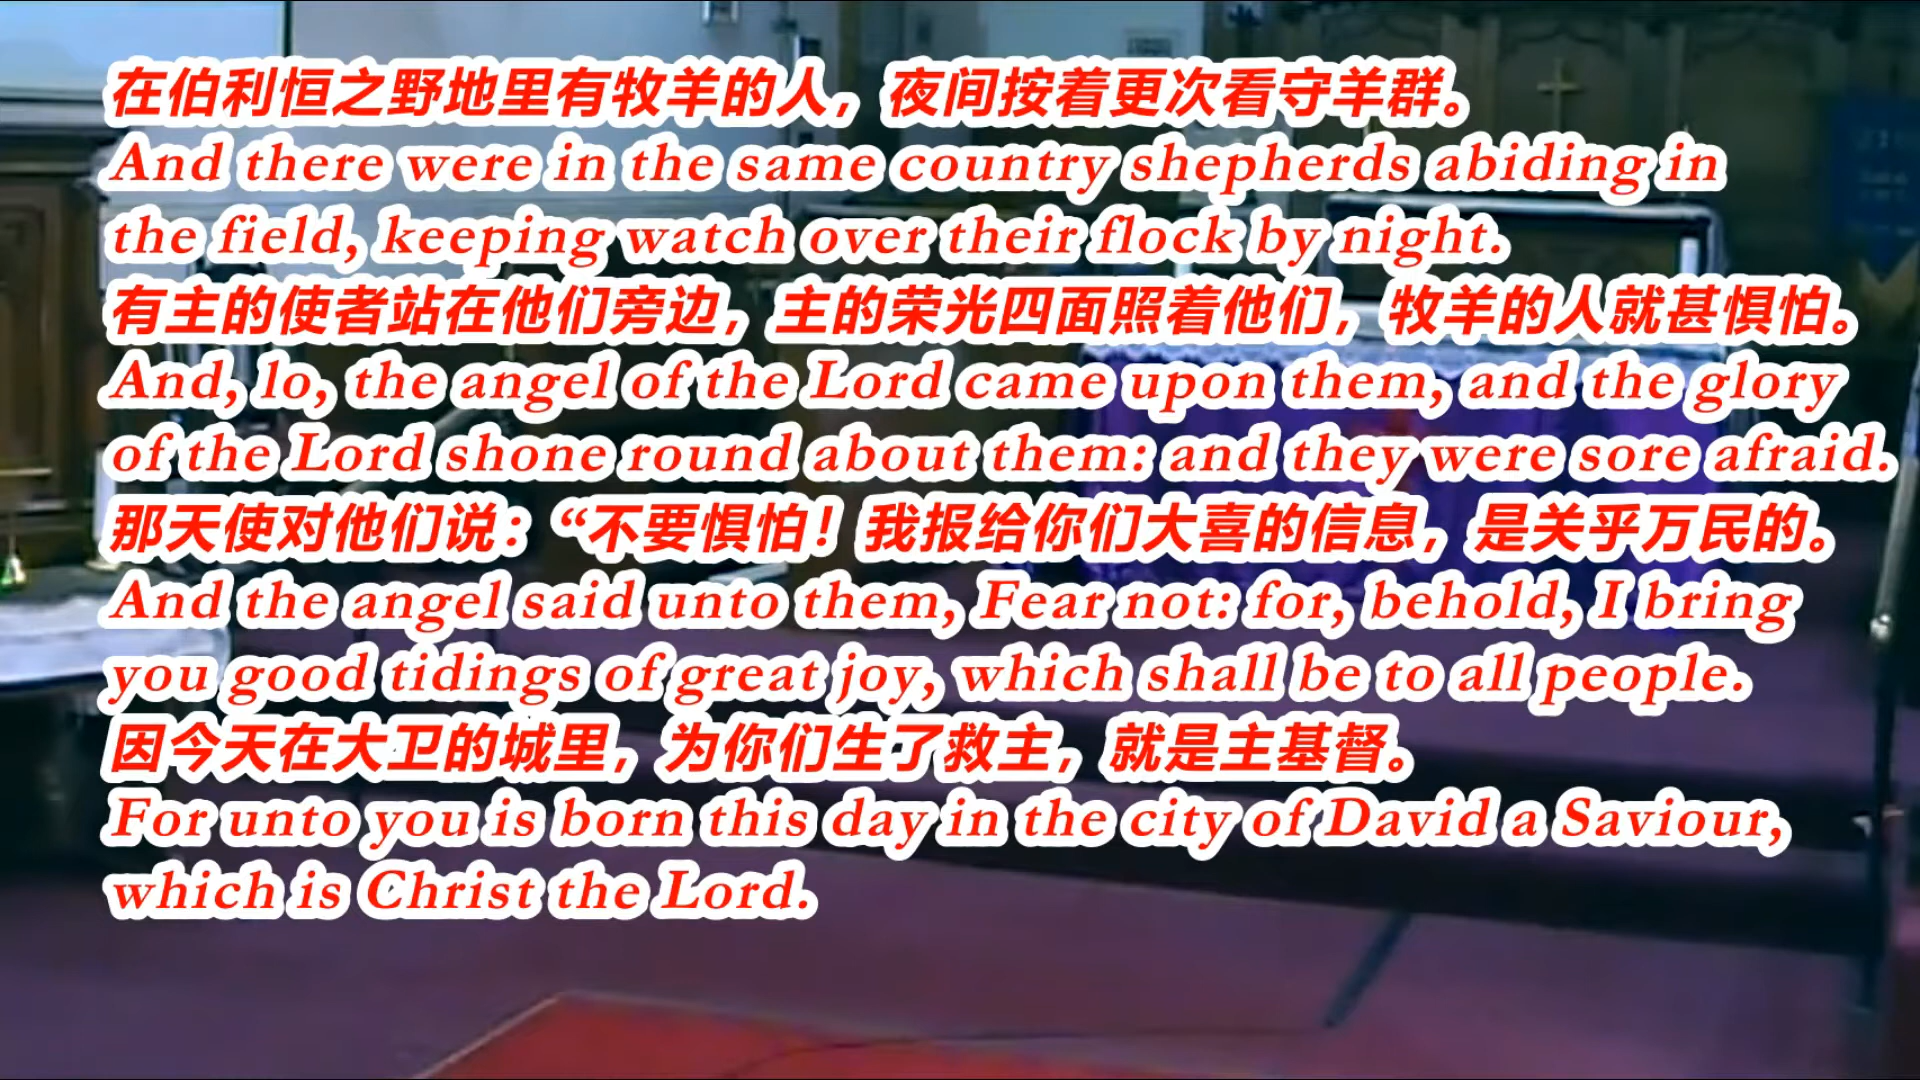 在伯利恒之野地里有牧羊的人，夜间按着更次看守羊群。
And there were in the same country shepherds abiding in
the field, keeping watch over their flock by night.
有主的使者站在他们旁边，主的荣光四面照着他们，牧羊的人就甚惧怕。
And, lo, the angel of the Lord came upon them, and the glory
of the Lord shone round about them: and they were sore afraid.
那天使对他们说：“不要惧怕！我报给你们大喜的信息，是关乎万民的。
And the angel said unto them, Fear not: for, behold, I bring
you good tidings of great joy, which shall be to all people.
因今天在大卫的城里，为你们生了救主，就是主基督。
For unto you is born this day in the city of David a Saviour,
which is Christ the Lord.